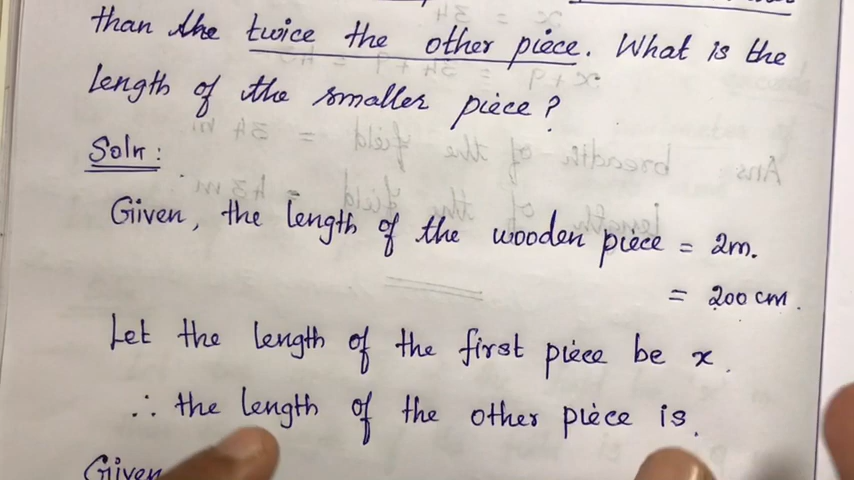 than the twice the other piece. What is the
length of the smaller piece?
Soln:
Given, the length of the wooden piece = 2m.
= 200 cm.
Let the length of the first piece be x.
∴ the length of the other piece is.
Given